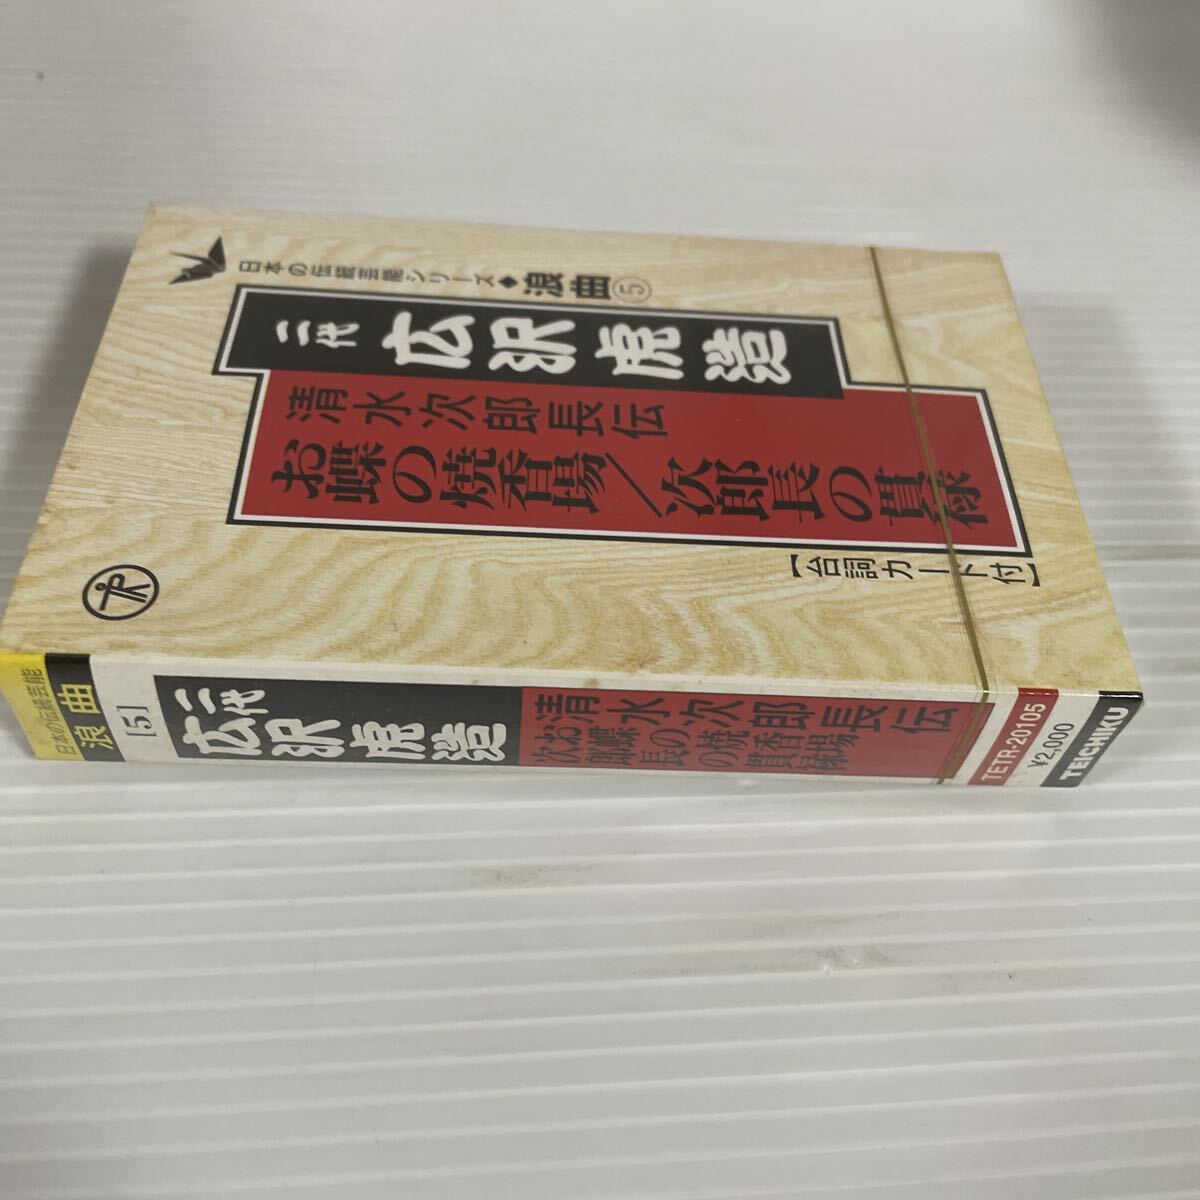 日本の伝統芸能シリーズ◆浪曲⑤
二代 広沢虎造
清水次郎長伝
お蝶の焼香場／次郎長の貫禄
【台詞カード付】
日本の伝統芸能
浪曲
[5]
二代 広沢虎造
清水次郎長伝
お蝶の焼香場
次郎長の貫禄
TETR-20105
¥2,000
TEICHIKU